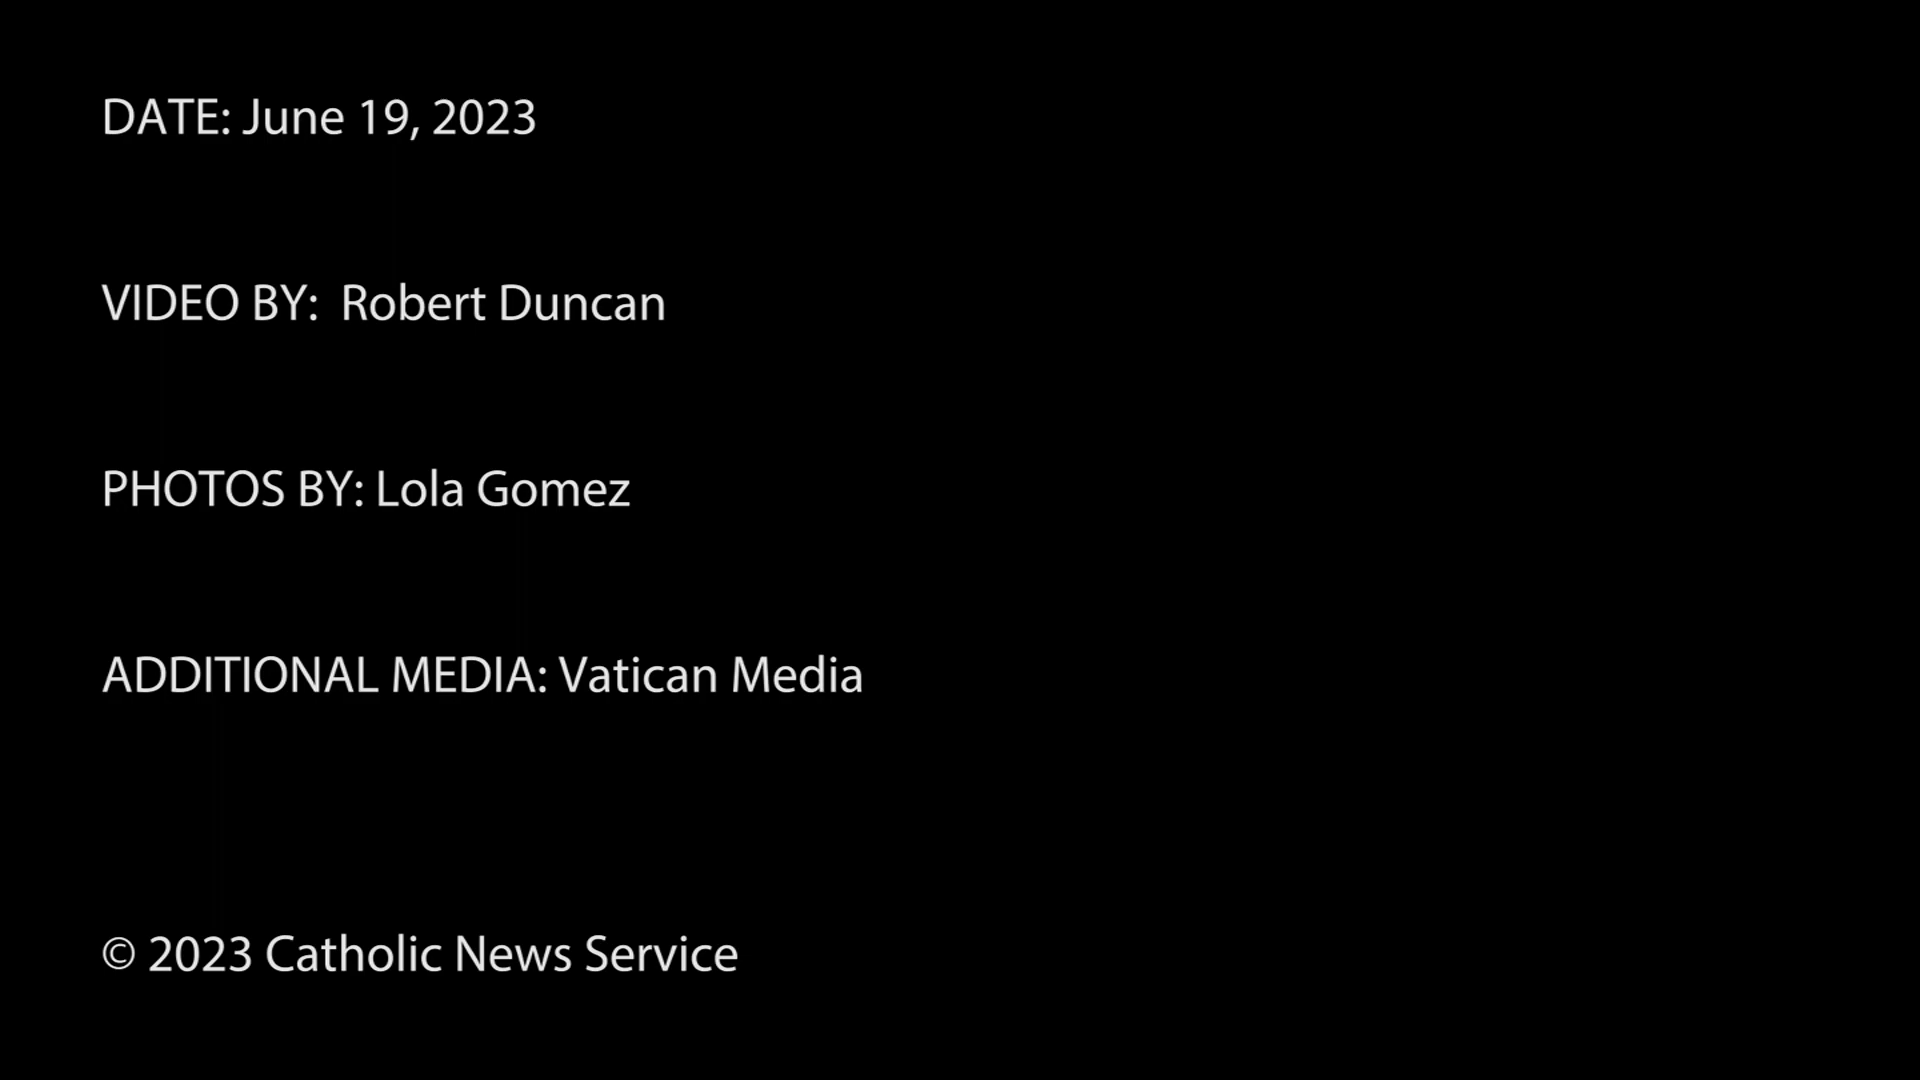 DATE: June 19, 2023
VIDEO BY:  Robert Duncan
PHOTOS BY: Lola Gomez
ADDITIONAL MEDIA: Vatican Media
© 2023 Catholic News Service